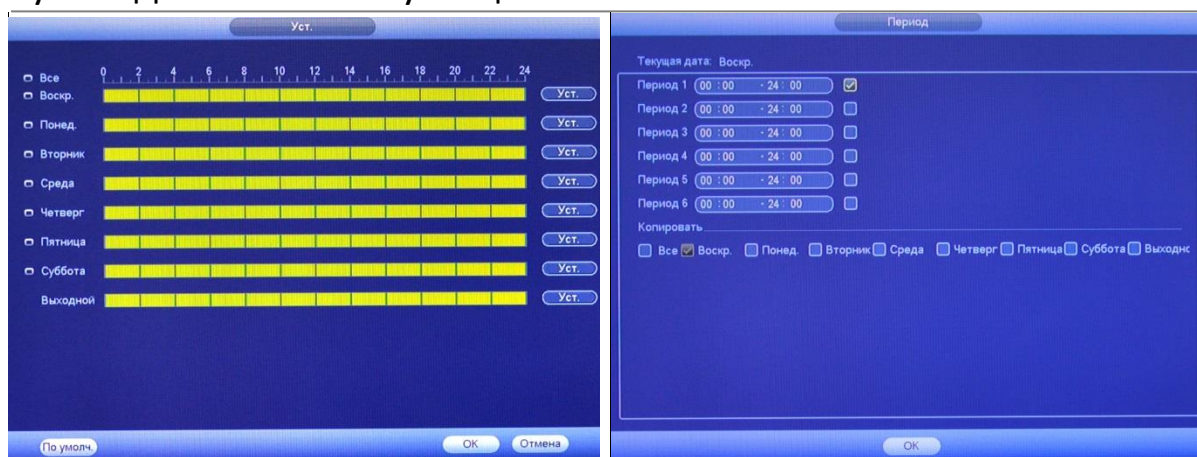 Уст.
0 2 4 6 8 10 12 14 16 18 20 22 24
Все
Воскр. Уст.
Понед. Уст.
Вторник Уст.
Среда Уст.
Четверг Уст.
Пятница Уст.
Суббота Уст.
Выходной Уст.
По умолч. OK Отмена
Период
Текущая дата: Воскр.
Период 1 00 : 00 - 24 : 00
Период 2 00 : 00 - 24 : 00
Период 3 00 : 00 - 24 : 00
Период 4 00 : 00 - 24 : 00
Период 5 00 : 00 - 24 : 00
Период 6 00 : 00 - 24 : 00
Копировать
Все Воскр. Понед. Вторник Среда Четверг Пятница Суббота Выходнс
OK